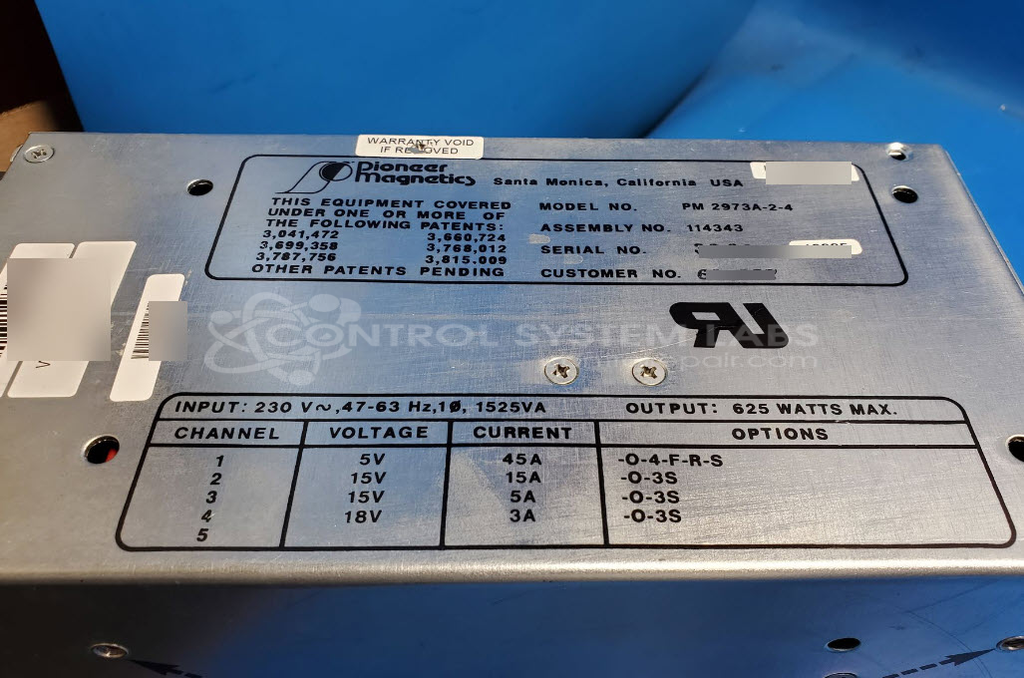 WARRANTY VOID
IF REMOVED
Pioneer
Magnetics Santa Monica, California USA
THIS EQUIPMENT COVERED
UNDER ONE OR MORE OF
THE FOLLOWING PATENTS:
3,041,472 3,660,724
3,699,358 3,768,012
3,787,756 3,815.009
OTHER PATENTS PENDING
MODEL NO. PM 2973A-2-4
ASSEMBLY NO. 114343
SERIAL NO.
CUSTOMER NO. 6
CONTROL SYSTEM LABS
INPUT: 230 V~,47-63 Hz,1Ø, 1525VA OUTPUT: 625 WATTS MAX.
CHANNEL VOLTAGE CURRENT OPTIONS
1 5V 45A -O-4-F-R-S
2 15V 15A -O-3S
3 15V 5A -O-3S
4 18V 3A -O-3S
5
V